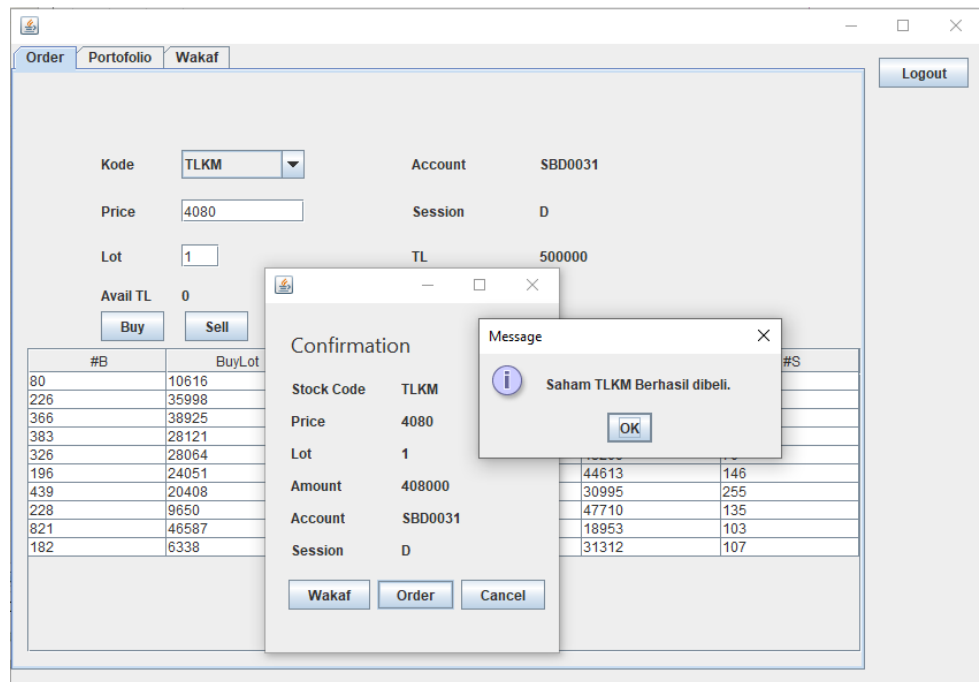 Order Portofolio Wakaf
Logout
Kode TLKM Account SBD0031
Price 4080 Session D
Lot 1 TL 500000
Avail TL 0
Buy Sell
#B BuyLot #S
80 10616
226 35998
366 38925
383 28121
326 28064
196 24051 44613 146
439 20408 30995 255
228 9650 47710 135
821 46587 18953 103
182 6338 31312 107
Confirmation
Stock Code TLKM
Price 4080
Lot 1
Amount 408000
Account SBD0031
Session D
Wakaf Order Cancel
Message
Saham TLKM Berhasil dibeli.
OK